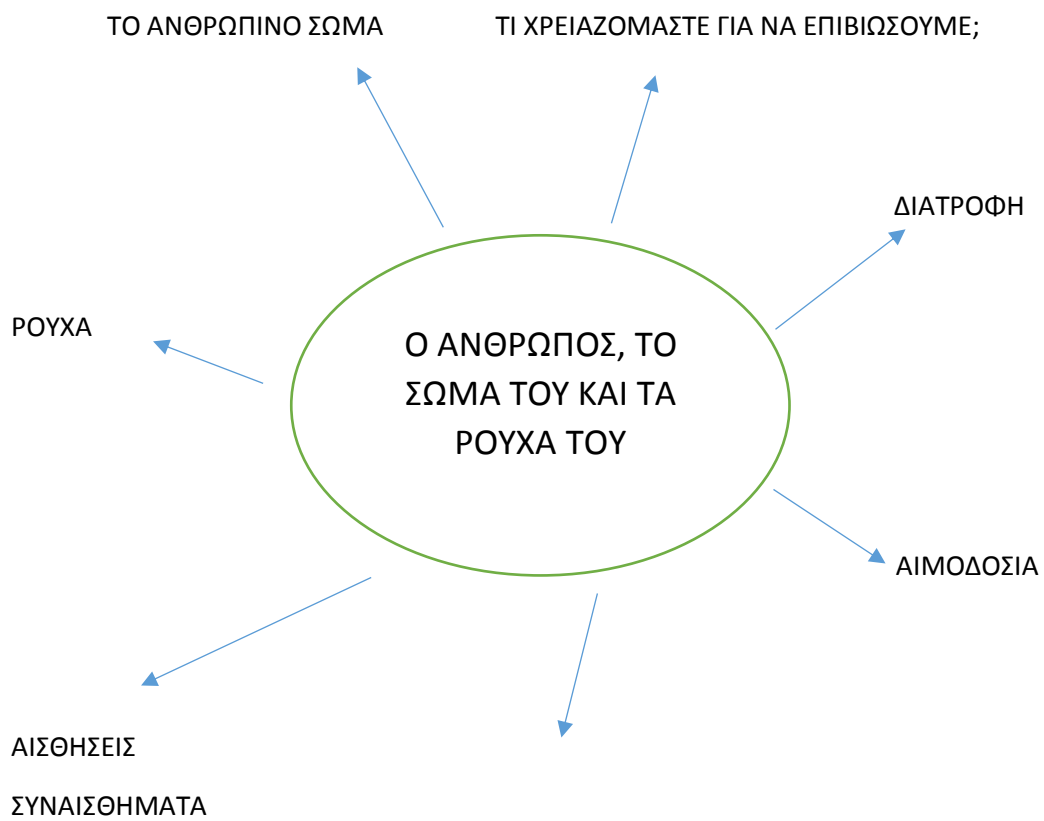 ΤΟ ΑΝΘΡΩΠΙΝΟ ΣΩΜΑ
ΤΙ ΧΡΕΙΑΖΟΜΑΣΤΕ ΓΙΑ ΝΑ ΕΠΙΒΙΩΣΟΥΜΕ;
ΔΙΑΤΡΟΦΗ
ΡΟΥΧΑ
Ο ΑΝΘΡΩΠΟΣ, ΤΟ
ΣΩΜΑ ΤΟΥ ΚΑΙ ΤΑ
ΡΟΥΧΑ ΤΟΥ
ΑΙΜΟΔΟΣΙΑ
ΑΙΣΘΗΣΕΙΣ
ΣΥΝΑΙΣΘΗΜΑΤΑ